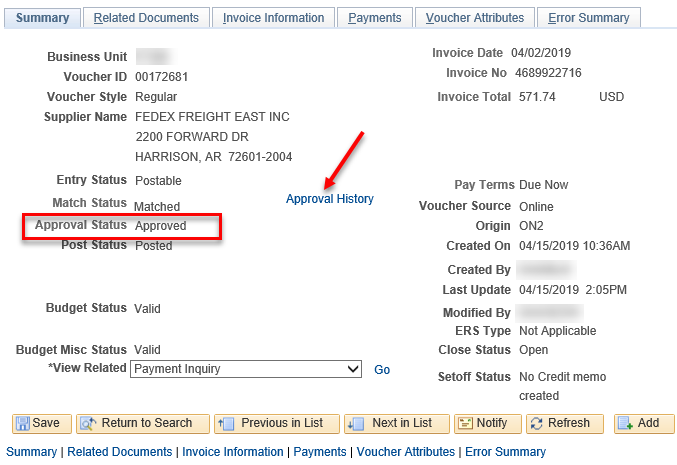 Summary Related Documents Invoice Information Payments Voucher Attributes Error Summary
Business Unit
Voucher ID 00172681
Voucher Style Regular
Supplier Name FEDEX FREIGHT EAST INC
2200 FORWARD DR
HARRISON, AR 72601-2004
Invoice Date 04/02/2019
Invoice No 4689922716
Invoice Total 571.74 USD
Entry Status Postable
Match Status Matched
Approval Status Approved
Post Status Posted
Approval History
Pay Terms Due Now
Voucher Source Online
Origin ON2
Created On 04/15/2019 10:36AM
Created By
Last Update 04/15/2019 2:05PM
Modified By
ERS Type Not Applicable
Close Status Open
Setoff Status No Credit memo
created
Budget Status Valid
Budget Misc Status Valid
*View Related Payment Inquiry Go
Save Return to Search Previous in List Next in List Notify Refresh Add
Summary | Related Documents | Invoice Information | Payments | Voucher Attributes | Error Summary